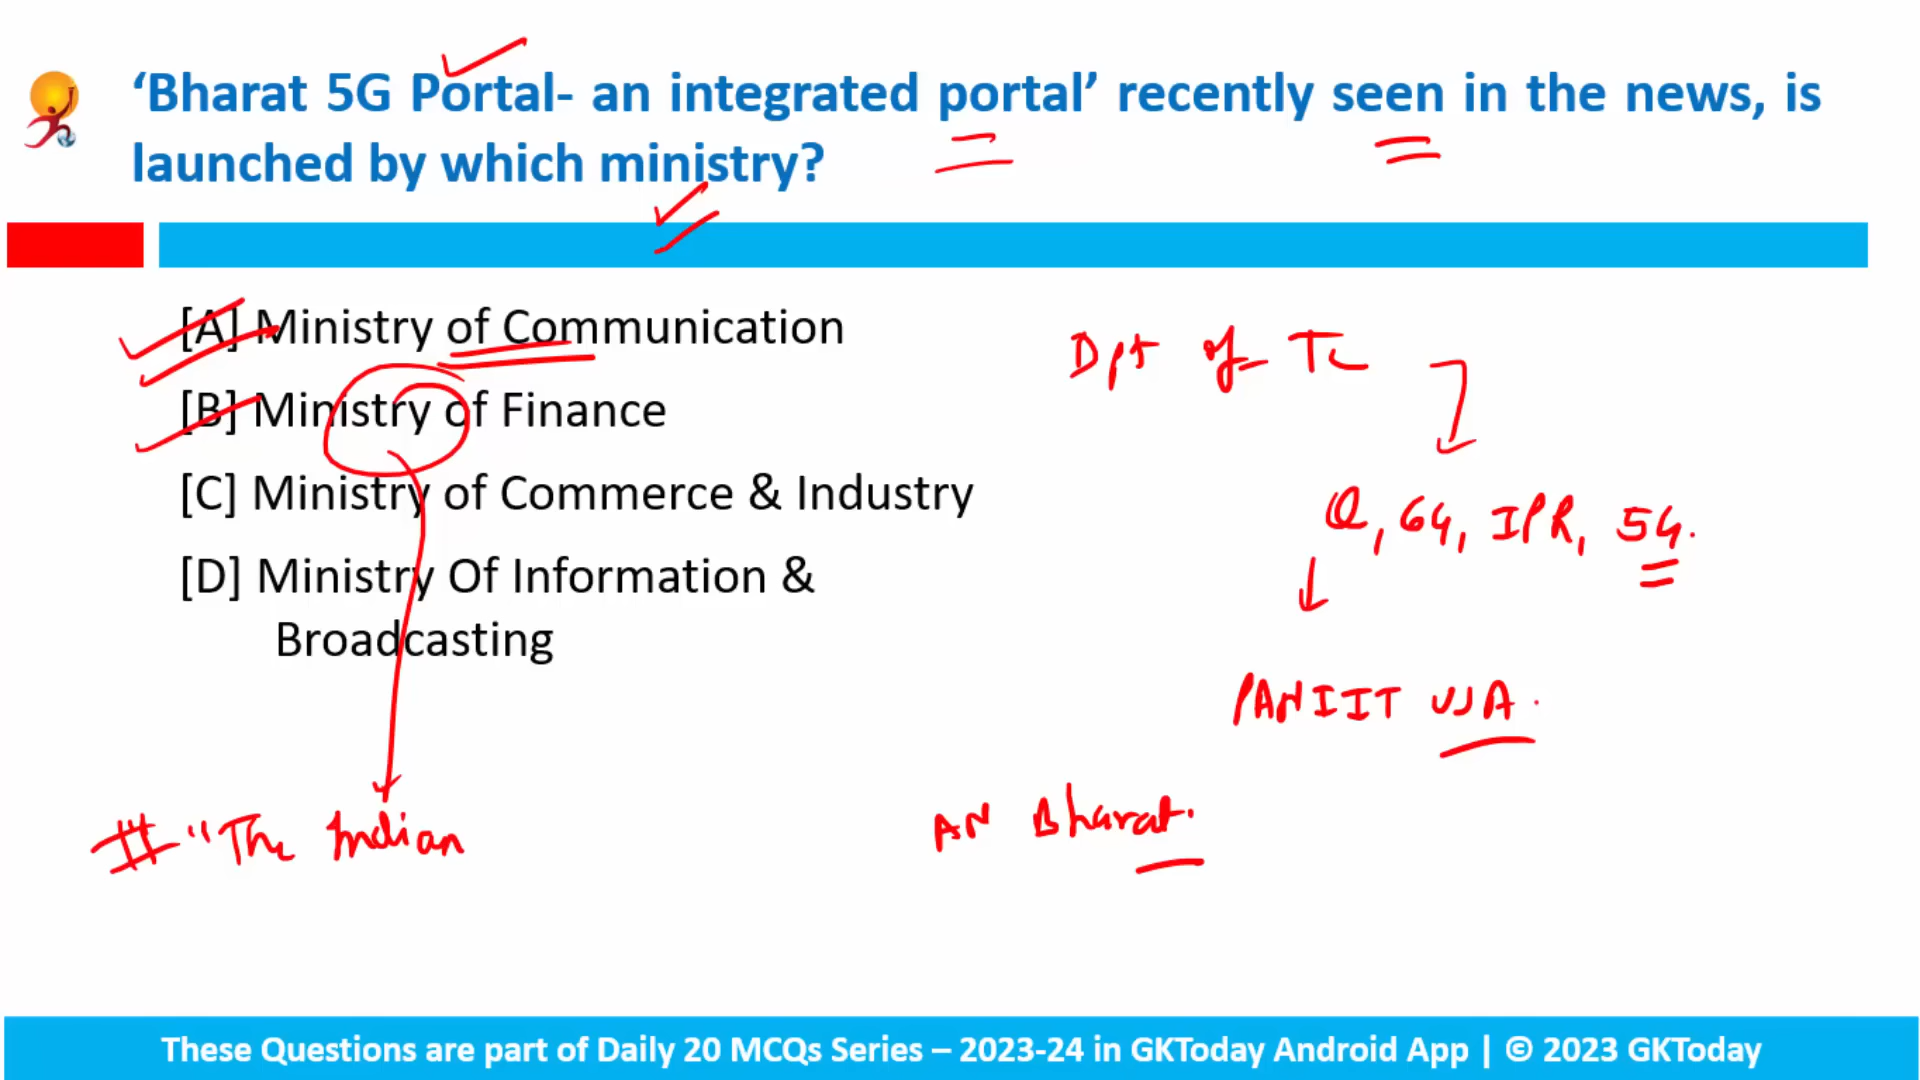 ‘Bharat 5G Portal- an integrated portal’ recently seen in the news, is
launched by which ministry?
[A] Ministry of Communication
[B] Ministry of Finance
[C] Ministry of Commerce & Industry
[D] Ministry Of Information &
Broadcasting
Dpt of TC
Q, 6G, IPR, 5G.
PANIIT USA.
AN Bharat.
# "The Indian
These Questions are part of Daily 20 MCQs Series – 2023-24 in GKToday Android App | © 2023 GKToday